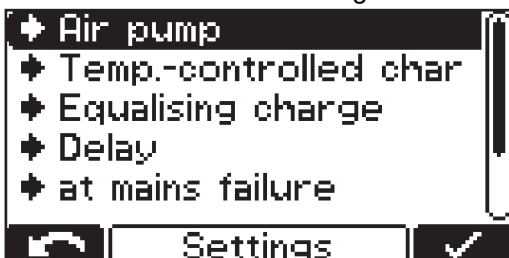 Air pump
Temp.-controlled char
Equalising charge
Delay
at mains failure
Settings